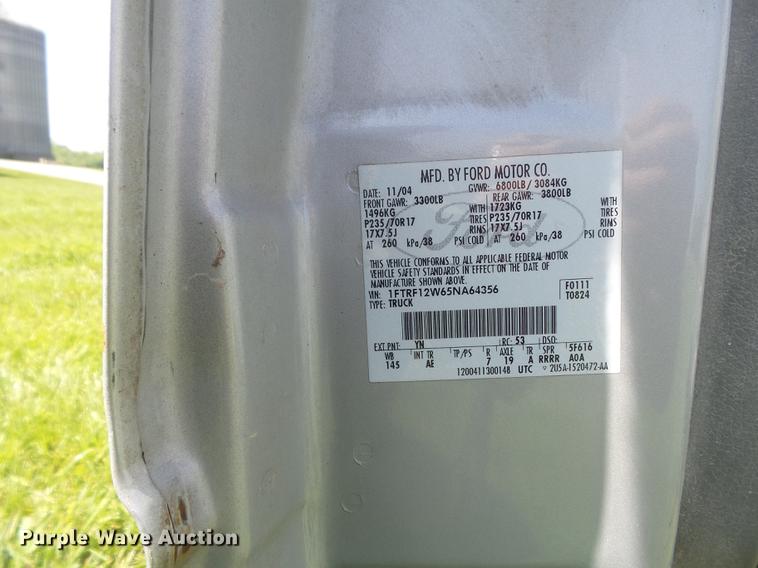 MFD. BY FORD MOTOR CO.
DATE: 11/04 GVWR: 6800LB/ 3084KG
FRONT GAWR: 3300LB REAR GAWR: 3800LB
1496KG WITH 1723KG WITH
P235/70R17 TIRES P235/70R17 TIRES
17X7.5J RIMS 17X7.5J RIMS
AT 260 kPa/38 PSI COLD AT 260 kPa/38 PSI COLD
Ford
THIS VEHICLE CONFORMS TO ALL APPLICABLE FEDERAL MOTOR
VEHICLE SAFETY STANDARDS IN EFFECT ON THE DATE OF
MANUFACTURE SHOWN ABOVE.
VIN: 1FTRF12W65NA64356 F0111
TYPE: TRUCK T0824
EXT PNT: YN RC: 53 DSO:
WB INT TR TP/PS R AXLE TR SPR 5F616
145 AE 7 19 A RRRR A0A
1200411300148 UTC 2U5A-1520472-AA
Purple Wave Auction